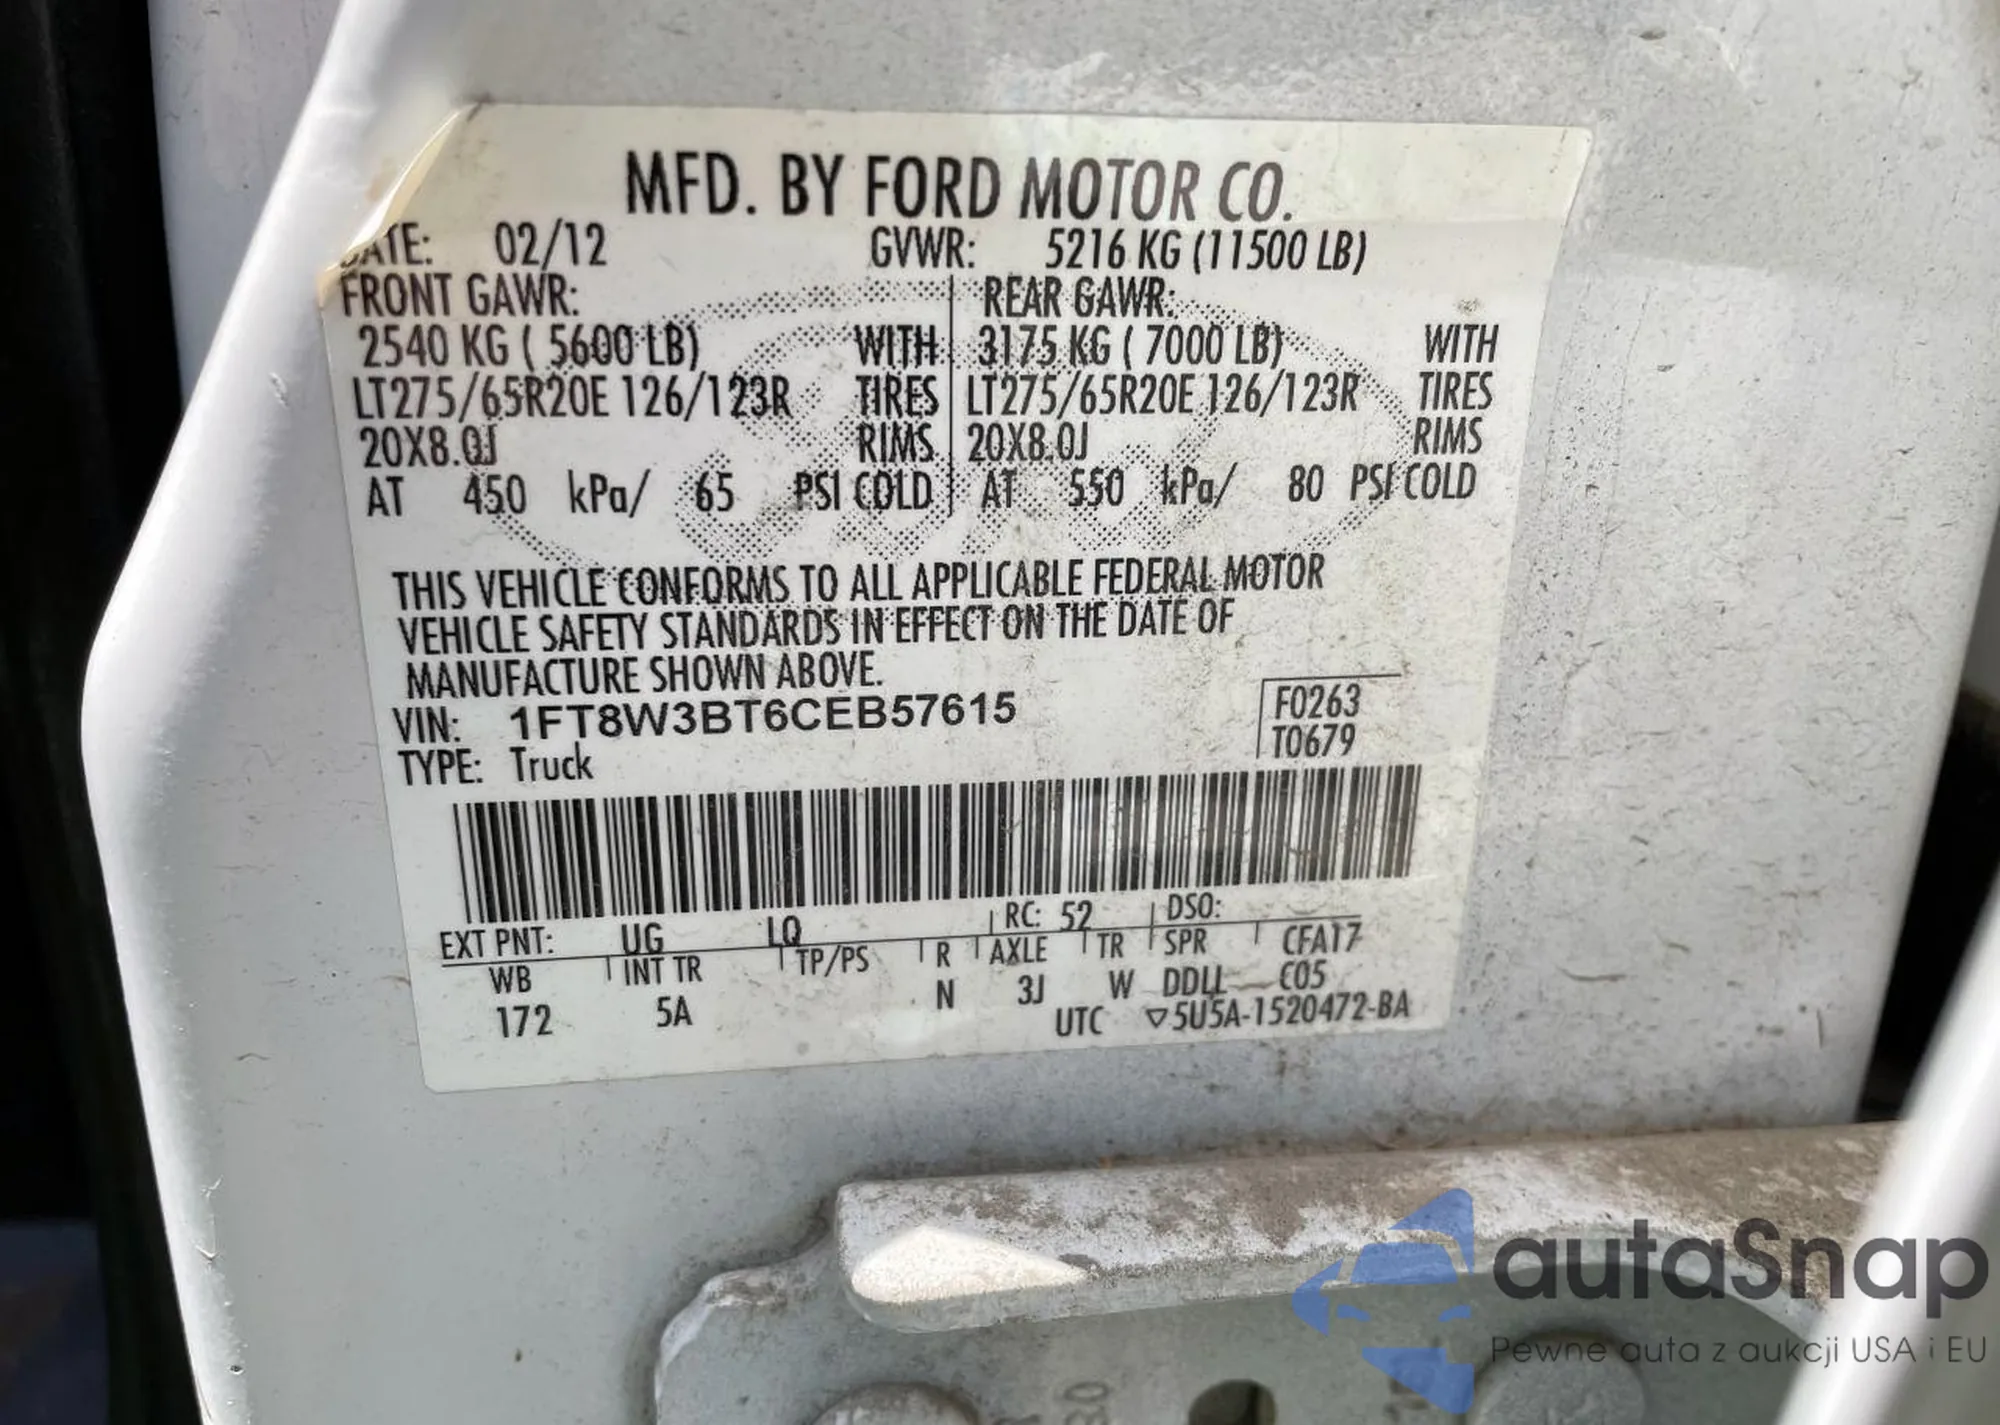 MFD. BY FORD MOTOR CO.
DATE: 02/12 GVWR: 5216 KG (11500 LB)
FRONT GAWR: REAR GAWR:
2540 KG ( 5600 LB) WITH 3175 KG ( 7000 LB) WITH
LT275/65R20E 126/123R TIRES LT275/65R20E 126/123R TIRES
20X8.0J RIMS 20X8.0J RIMS
AT 450 kPa/ 65 PSI COLD AT 550 kPa/ 80 PSI COLD
THIS VEHICLE CONFORMS TO ALL APPLICABLE FEDERAL MOTOR
VEHICLE SAFETY STANDARDS IN EFFECT ON THE DATE OF
MANUFACTURE SHOWN ABOVE.
VIN: 1FT8W3BT6CEB57615 F0263
TYPE: Truck T0679
EXT PNT: UG LQ RC: 52 DSO:
WB INT TR TP/PS R AXLE TR SPR CFA17
172 5A N 3J W DDLL C05
UTC ▽5U5A-1520472-BA
autaSnap
Pewne auta z aukcji USA i EU